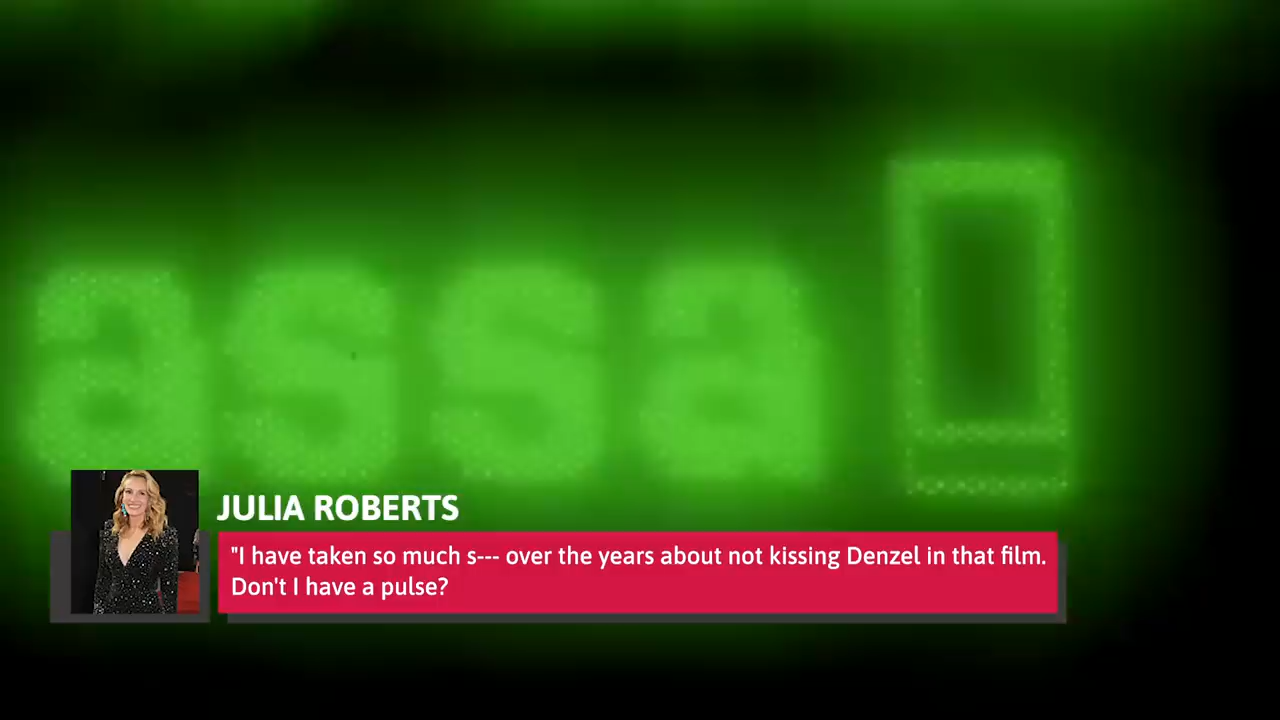 assa
JULIA ROBERTS
"I have taken so much s--- over the years about not kissing Denzel in that film.
Don't I have a pulse?